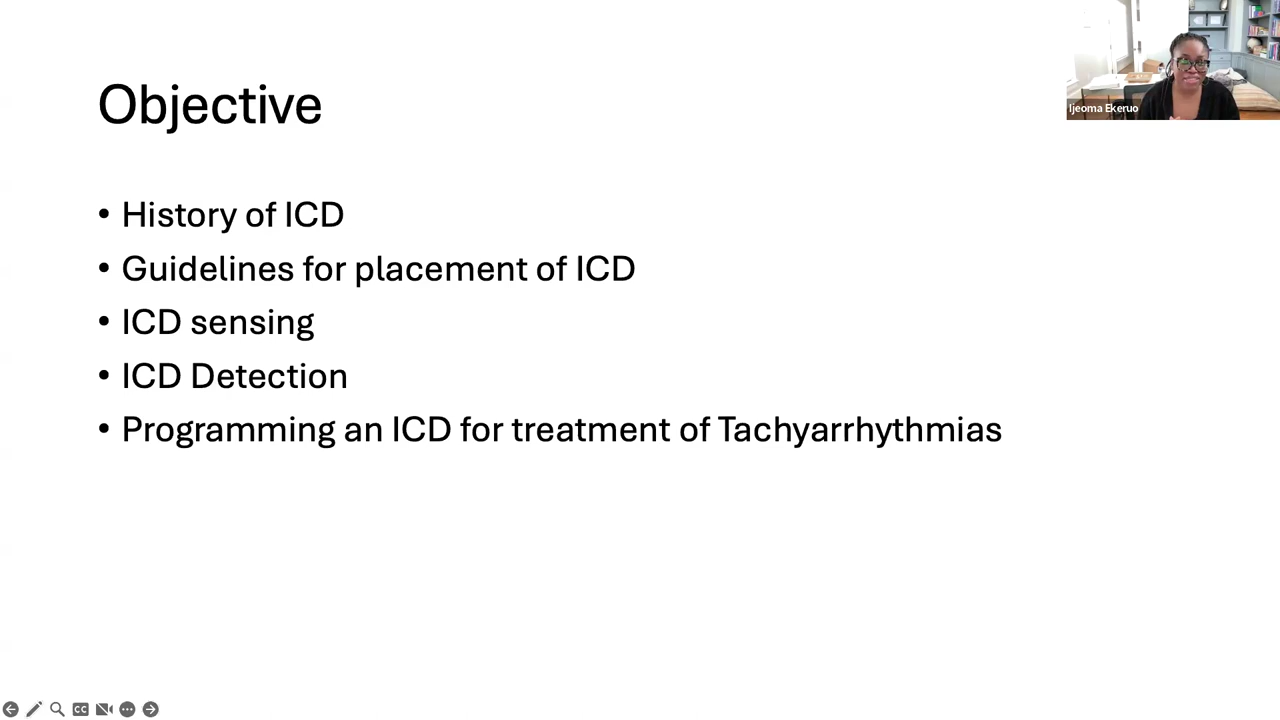 Objective
Ijeoma Ekeruo
• History of ICD
• Guidelines for placement of ICD
• ICD sensing
• ICD Detection
• Programming an ICD for treatment of Tachyarrhythmias
CC